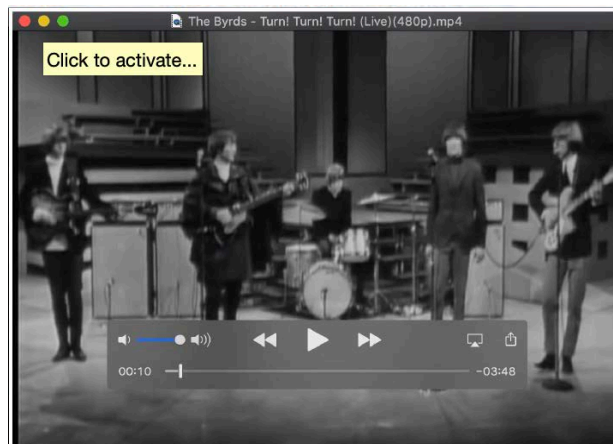 The Byrds - Turn! Turn! Turn! (Live)(480p).mp4
Click to activate...
00:10
-03:48